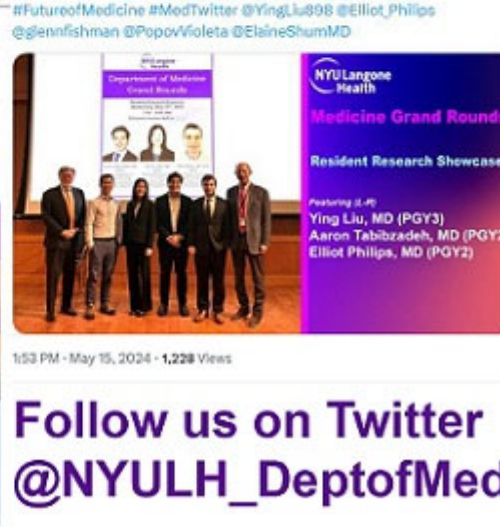 #FutureofMedicine #MedTwitter @YingLiu898 @Elliot_Philips
@glennfishman @PopovVioleta @ElaineShumMD
NYU Langone
Health
Department of Medicine
Grand Rounds
NYU Langone
Health
Medicine Grand Rounds
Resident Research Showcase
Featuring (L-R)
Ying Liu, MD (PGY3)
Aaron Tabibzadeh, MD (PGY
Elliot Philips, MD (PGY2)
1:53 PM - May 15, 2024 - 1,228 Views
Follow us on Twitter
@NYULH_DeptofMed